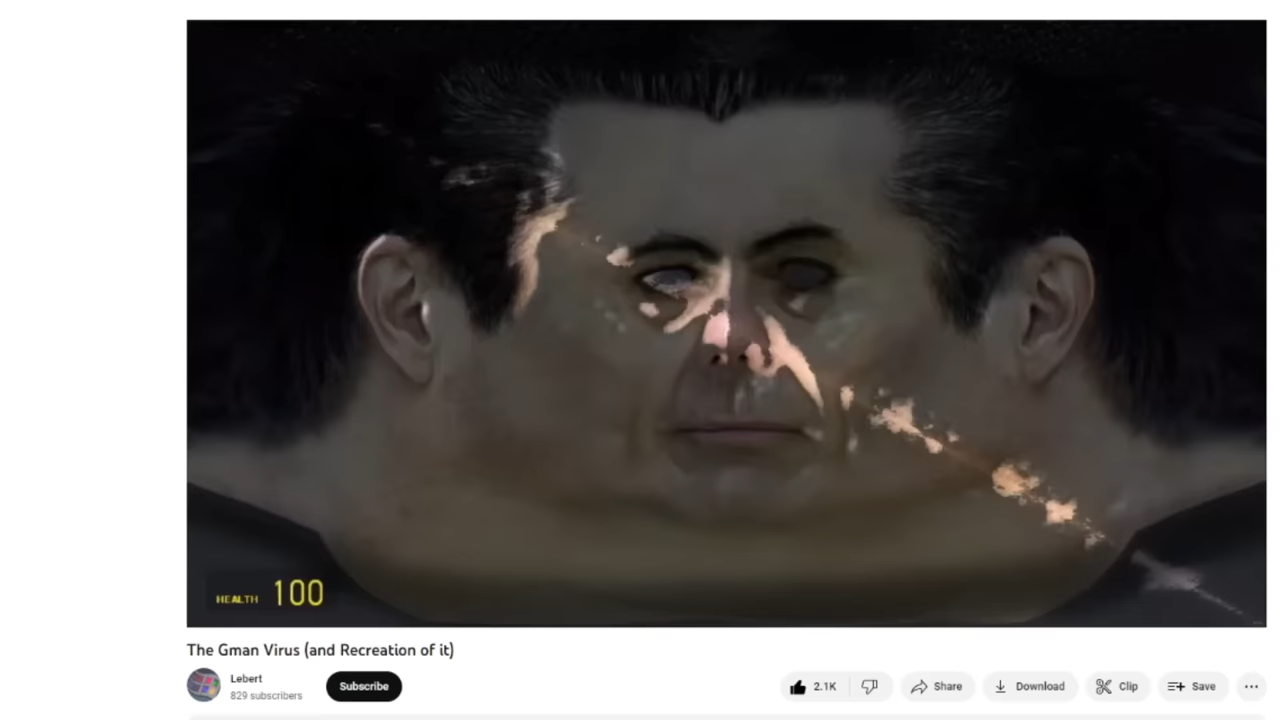 HEALTH 100
The Gman Virus (and Recreation of it)
Lebert
829 subscribers
Subscribe
2.1K
Share
Download
Clip
Save